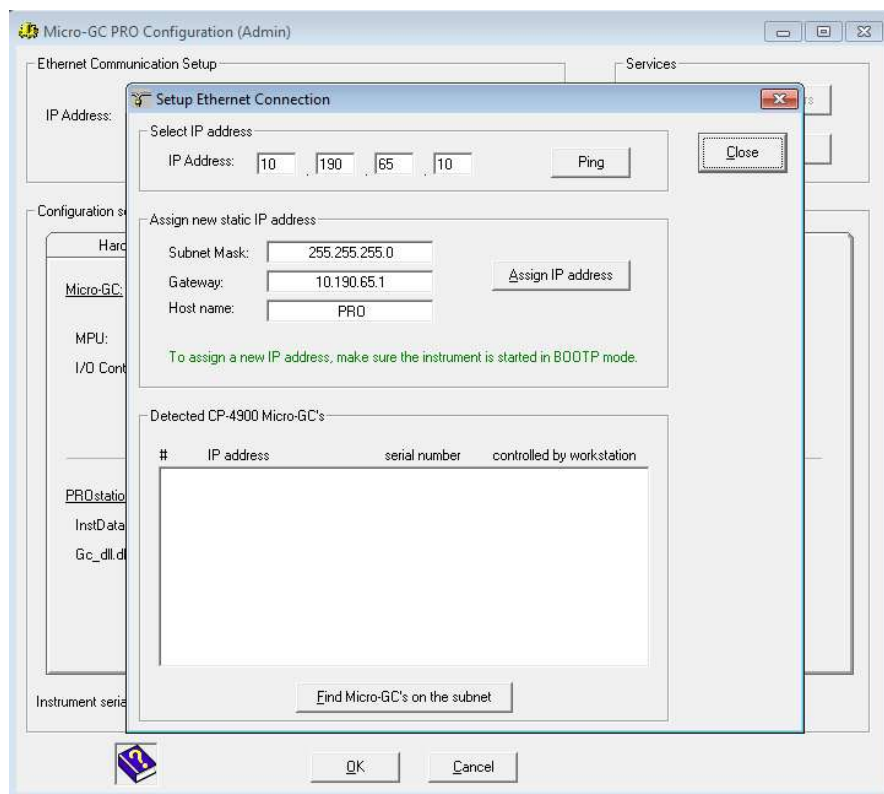 Micro-GC PRO Configuration (Admin)
Ethernet Communication Setup
Services
IP Address:
Setup Ethernet Connection
Select IP address
IP Address: 10 . 190 . 65 . 10
Ping
Close
Assign new static IP address
Subnet Mask: 255.255.255.0
Gateway: 10.190.65.1
Assign IP address
Host name: PRO
To assign a new IP address, make sure the instrument is started in BOOTP mode.
Detected CP-4900 Micro-GC's
# IP address serial number controlled by workstation
Find Micro-GC's on the subnet
Configuration s
Hard
Micro-GC:
MPU:
I/O Cont
PROstatio
InstData
Gc_dll.dl
Instrument seria
OK Cancel